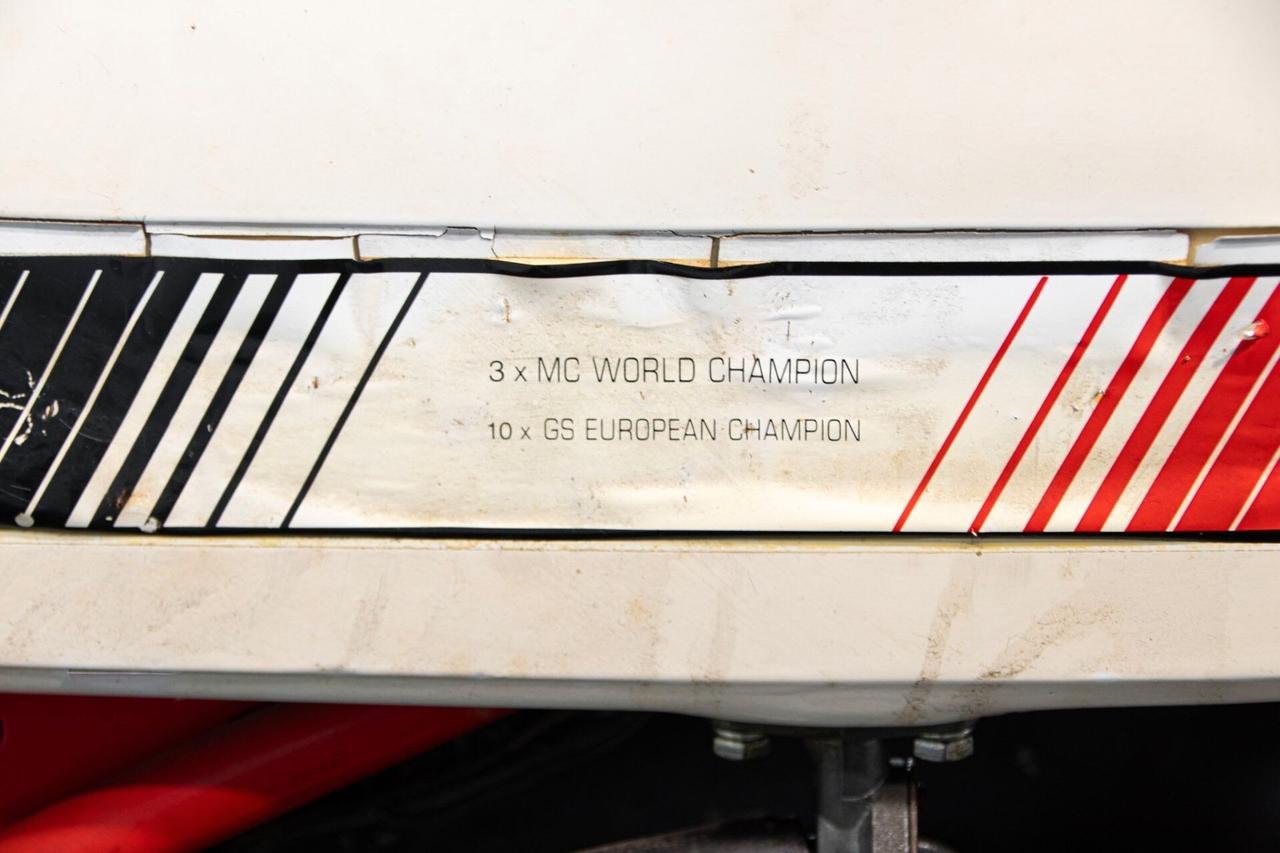 3 x MC WORLD CHAMPION
10 x GS EUROPEAN CHAMPION